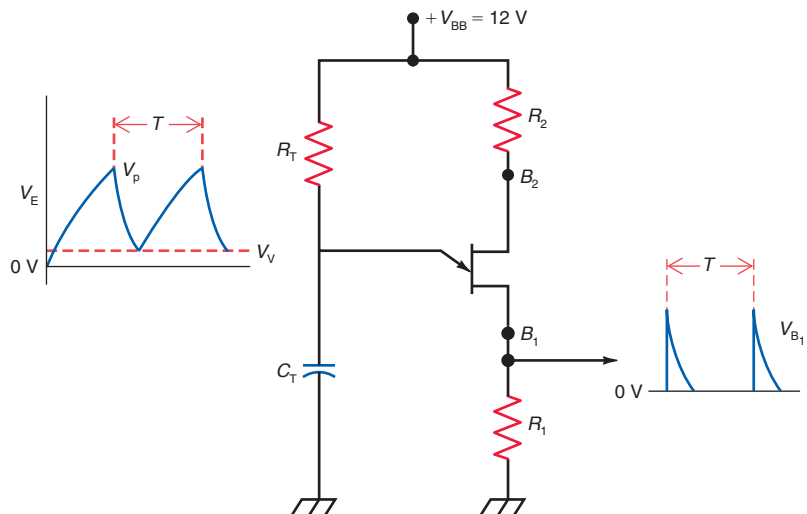 +V_BB = 12 V
R_2
T
R_T
B_2
V_p
V_E
V_V
0 V
T
B_1
V_B1
C_T
0 V
R_1